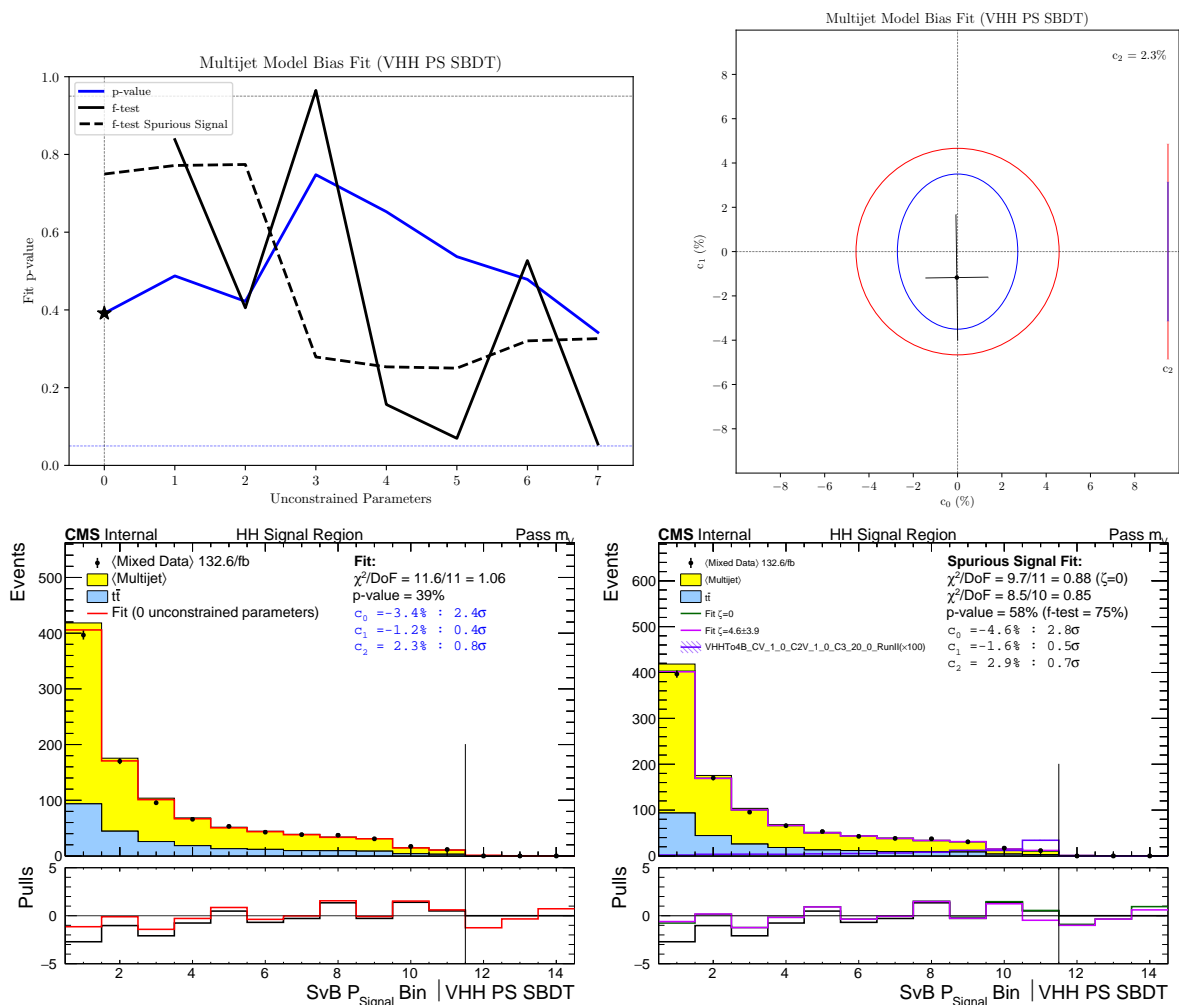 Multijet Model Bias Fit (VHH PS SBDT)
p-value
f-test
f-test Spurious Signal
Fit p-value
1.0
0.8
0.6
0.4
0.2
0.0
0 1 2 3 4 5 6 7
Unconstrained Parameters
Multijet Model Bias Fit (VHH PS SBDT)
c₂ = 2.3%
c₁ (%)
8
6
4
2
0
−2
−4
−6
−8
c₂
−8 −6 −4 −2 0 2 4 6 8
c₀ (%)
CMS Internal HH Signal Region
Events
500
400
300
200
100
0
⟨Mixed Data⟩ 132.6/fb
⟨Multijet⟩
tt̄
Fit (0 unconstrained parameters)
Fit:
χ²/DoF = 11.6/11 = 1.06
p-value = 39%
c₀ =-3.4% : 2.4σ
c₁ =-1.2% : 0.4σ
c₂ = 2.3% : 0.8σ
Pulls
5
0
−5
2 4 6 8 10 12 14
SvB P_Signal Bin | VHH PS SBDT
CMS Internal HH Signal Region
Events
600
500
400
300
200
100
0
⟨Mixed Data⟩ 132.6/fb
⟨Multijet⟩
tt̄
Fit ζ=0
Fit ζ=4.6±3.9
VHHTo4B_CV_1_0_C2V_1_0_C3_20_0_RunII(×100)
Spurious Signal Fit:
χ²/DoF = 9.7/11 = 0.88 (ζ=0)
χ²/DoF = 8.5/10 = 0.85
p-value = 58% (f-test = 75%)
c₀ =-4.6% : 2.8σ
c₁ =-1.6% : 0.5σ
c₂ = 2.9% : 0.7σ
Pulls
5
0
−5
2 4 6 8 10 12 14
SvB P_Signal Bin | VHH PS SBDT